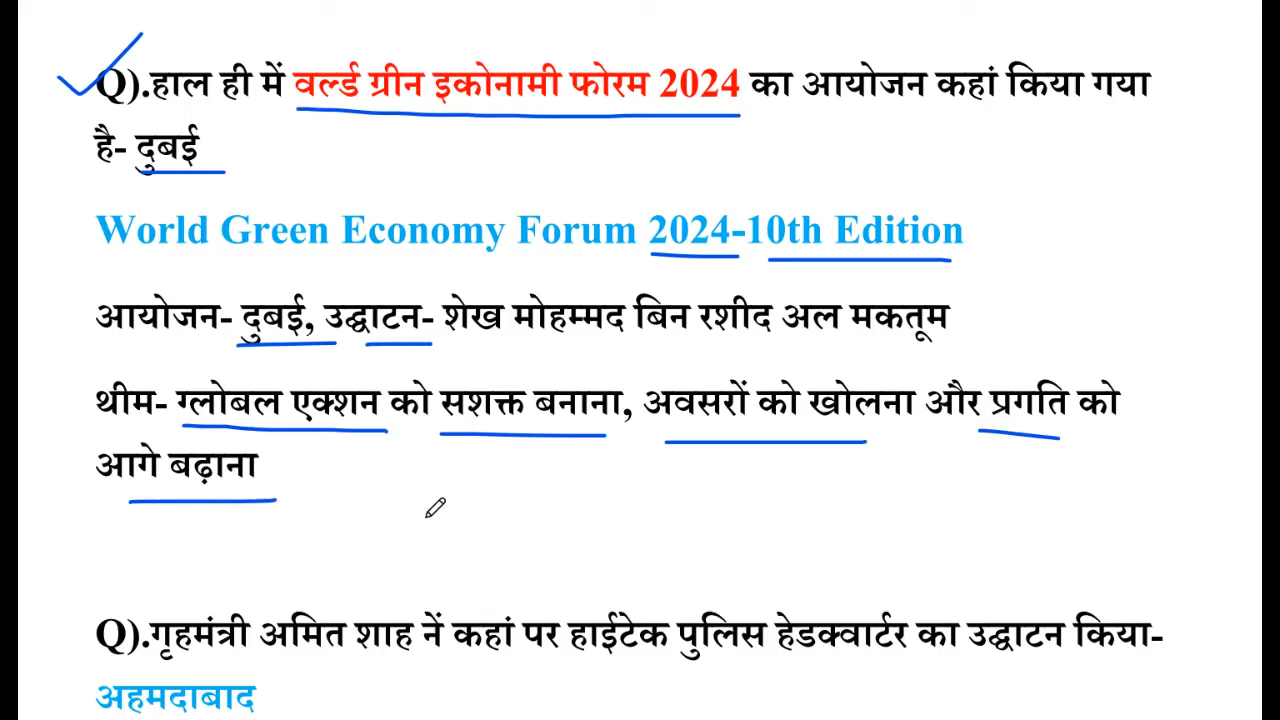 Q).हाल ही में वर्ल्ड ग्रीन इकोनामी फोरम 2024 का आयोजन कहां किया गया
है- दुबई
World Green Economy Forum 2024-10th Edition
आयोजन- दुबई, उद्घाटन- शेख मोहम्मद बिन रशीद अल मकतूम
थीम- ग्लोबल एक्शन को सशक्त बनाना, अवसरों को खोलना और प्रगति को
आगे बढ़ाना
Q).गृहमंत्री अमित शाह नें कहां पर हाईटेक पुलिस हेडक्वार्टर का उद्घाटन किया-
अहमदाबाद